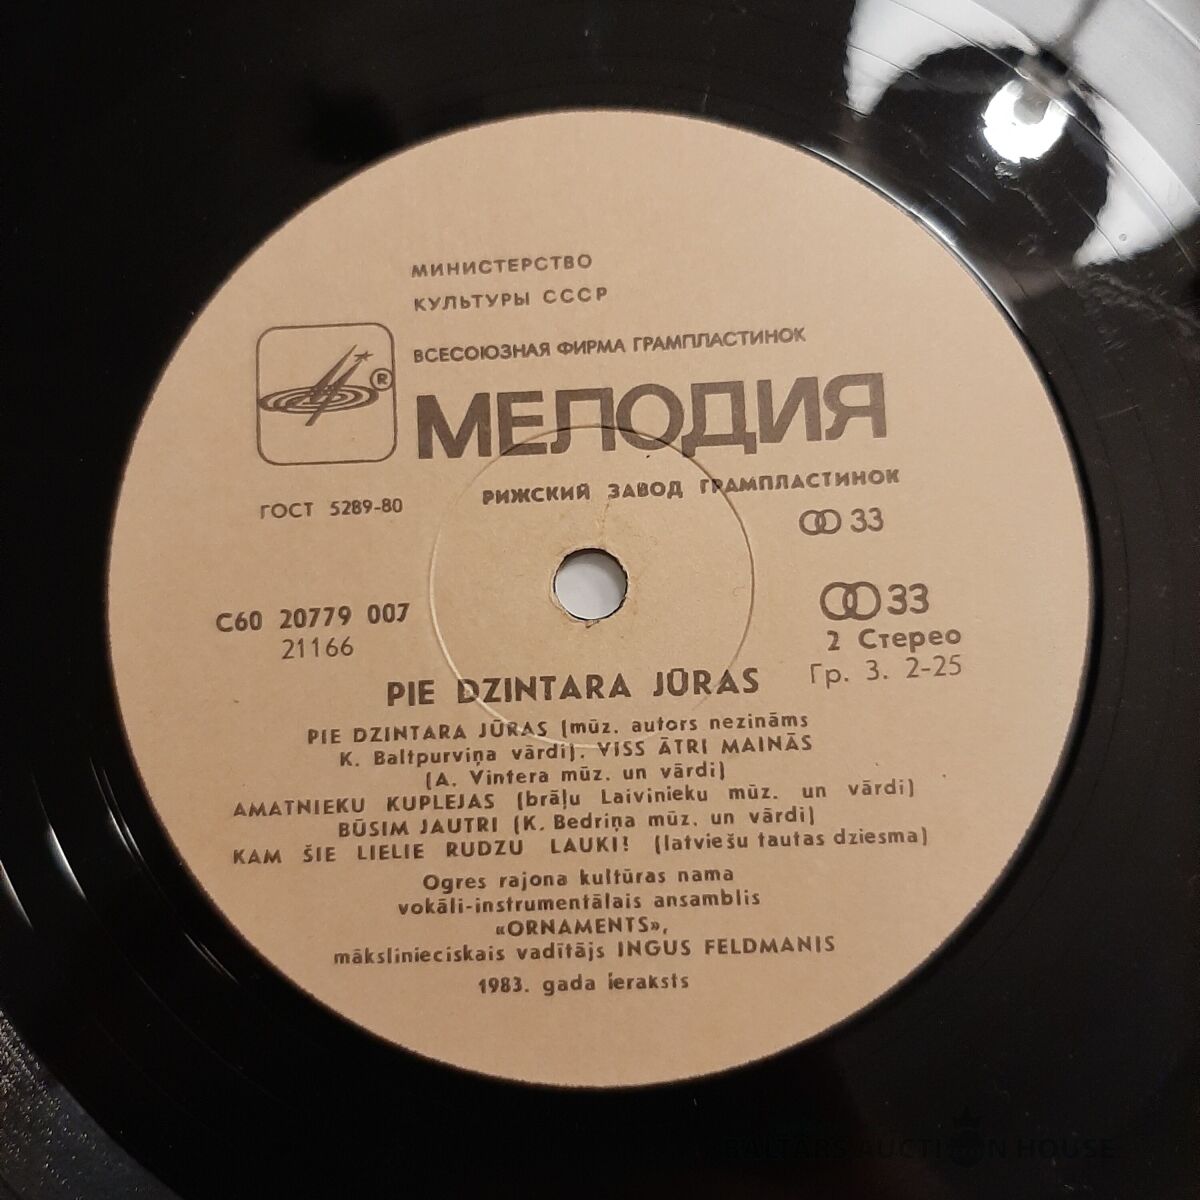 МИНИСТЕРСТВО
КУЛЬТУРЫ СССР
ВСЕСОЮЗНАЯ ФИРМА ГРАМПЛАСТИНОК
®
МЕЛОДИЯ
РИЖСКИЙ ЗАВОД ГРАМПЛАСТИНОК
ГОСТ 5289-80
33
С60 20779 007
33
21166
2 Стерео
Гр. 3. 2-25
PIE DZINTARA JŪRAS
PIE DZINTARA JŪRAS (mūz. autors nezināms
K. Baltpurviņa vārdi). VISS ĀTRI MAINĀS
(A. Vintera mūz. un vārdi)
AMATNIEKU KUPLEJAS (brāļu Laivinieku mūz. un vārdi)
BŪSIM JAUTRI (K. Bedriņa mūz. un vārdi)
KAM ŠIE LIELIE RUDZU LAUKI! (latviešu tautas dziesma)
Ogres rajona kultūras nama
vokāli-instrumentālais ansamblis
«ORNAMENTS»,
mākslinieciskais vadītājs INGUS FELDMANIS
1983. gada ieraksts
BALTĀRS AUCTION HOUSE